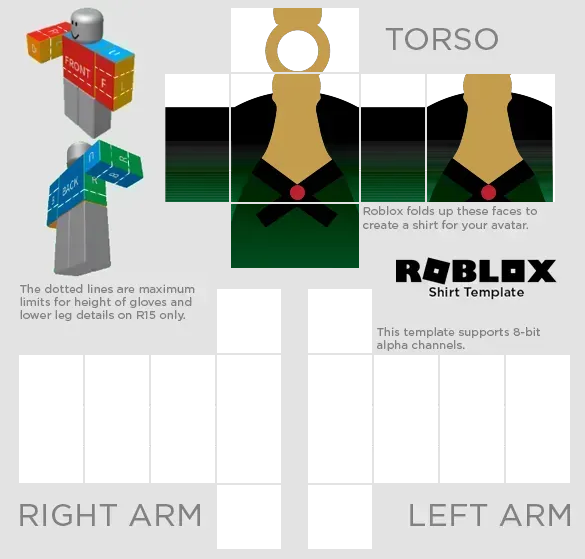 TORSO
FRONT
F
L
U
BACK
R
B
R
U
Roblox folds up these faces to
create a shirt for your avatar.
ROBLOX
Shirt Template
The dotted lines are maximum
limits for height of gloves and
lower leg details on R15 only.
This template supports 8-bit
alpha channels.
RIGHT ARM
LEFT ARM